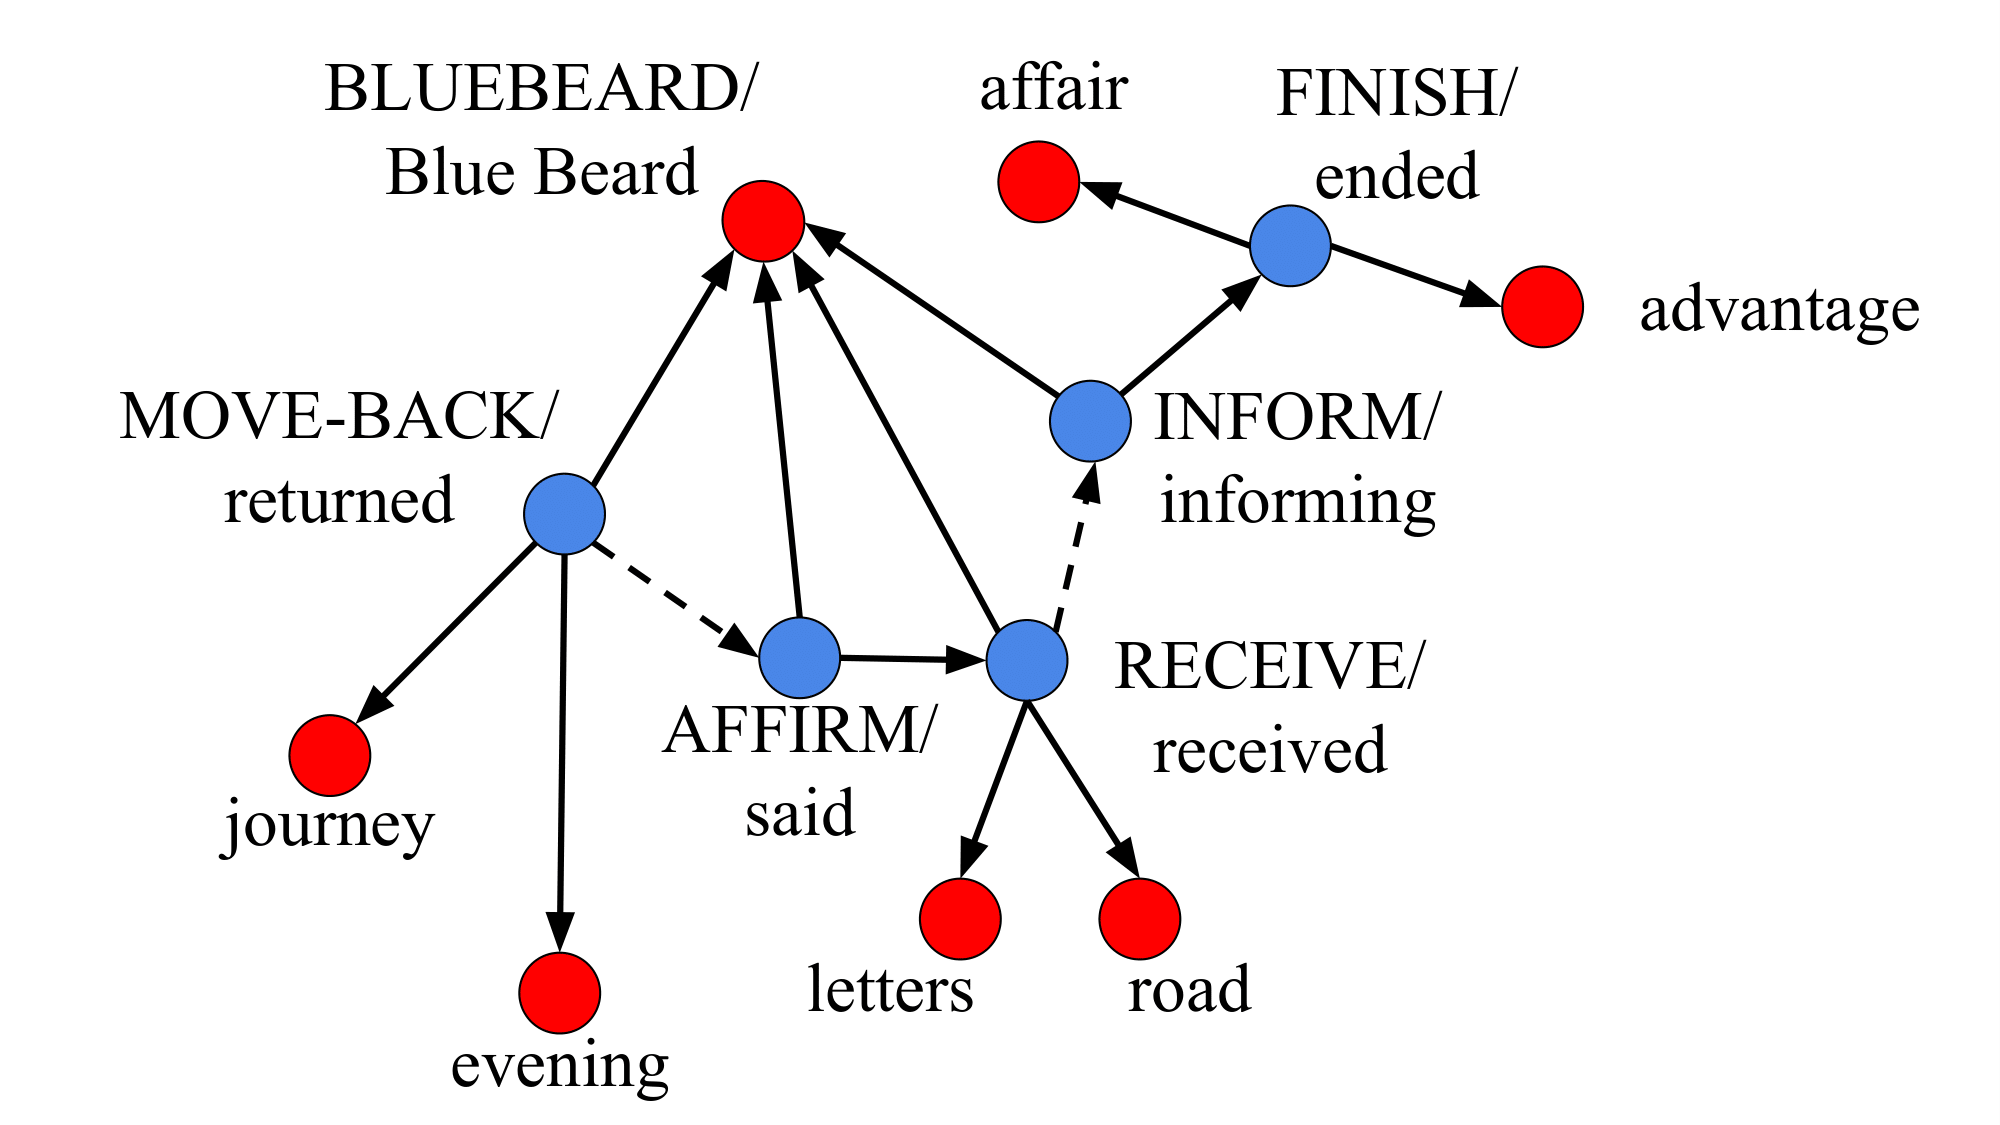 BLUEBEARD/
Blue Beard
affair
FINISH/
ended
advantage
MOVE-BACK/
returned
INFORM/
informing
AFFIRM/
said
RECEIVE/
received
journey
letters
road
evening